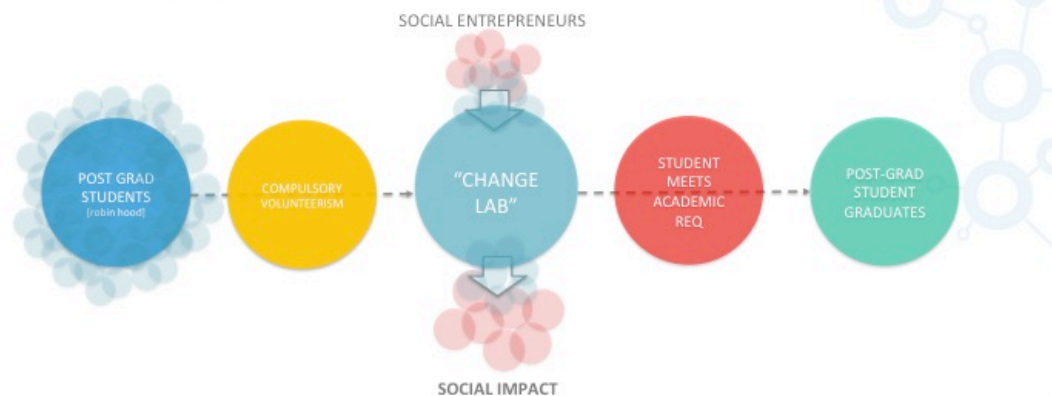 SOCIAL ENTREPRENEURS
POST GRAD
STUDENTS
[robin hood]
COMPULSORY
VOLUNTEERISM
“CHANGE
LAB”
STUDENT
MEETS
ACADEMIC
REQ
POST-GRAD
STUDENT
GRADUATES
SOCIAL IMPACT